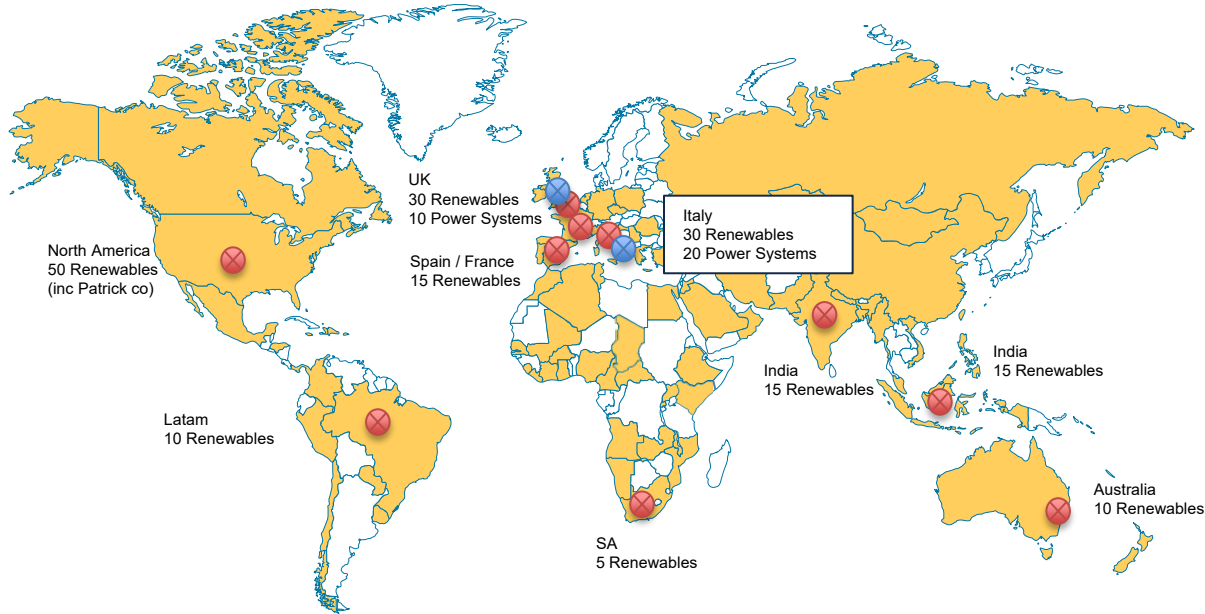 UK
30 Renewables
10 Power Systems
Italy
30 Renewables
20 Power Systems
North America
50 Renewables
(inc Patrick co)
Spain / France
15 Renewables
India
15 Renewables
India
15 Renewables
Latam
10 Renewables
Australia
10 Renewables
SA
5 Renewables